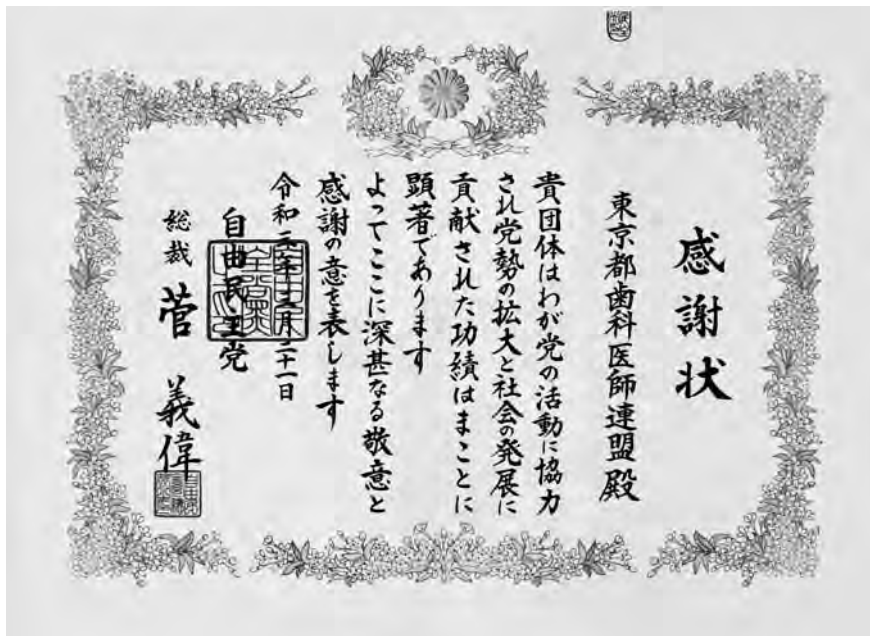 感謝状
東京都歯科医師連盟殿
貴団体はわが党の活動に協力
され党勢の拡大と社会の発展に
貢献された功績はまことに
顕著であります
よってここに深甚なる敬意と
感謝の意を表します
令和三年三月二十一日
自由民主党
総裁 菅 義偉